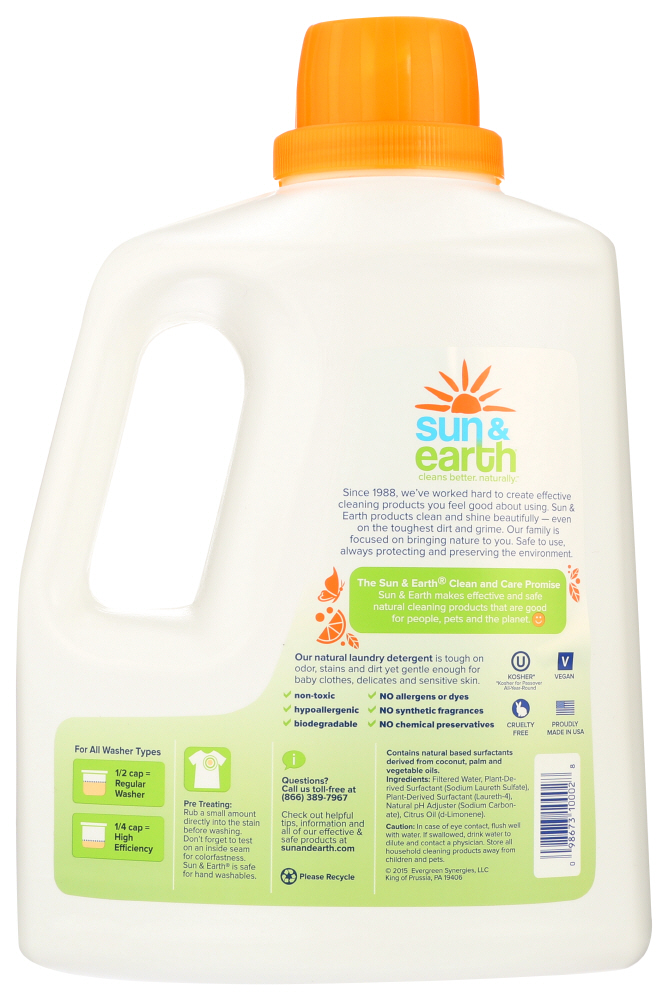 sun &
earth
cleans better. naturally.™
Since 1988, we've worked hard to create effective
cleaning products you feel good about using. Sun &
Earth products clean and shine beautifully — even
on the toughest dirt and grime. Our family is
focused on bringing nature to you. Safe to use,
always protecting and preserving the environment.
The Sun & Earth® Clean and Care Promise
Sun & Earth makes effective and safe
natural cleaning products that are good
for people, pets and the planet.
Our natural laundry detergent is tough on
odor, stains and dirt yet gentle enough for
baby clothes, delicates and sensitive skin.
non-toxic
hypoallergenic
biodegradable
NO allergens or dyes
NO synthetic fragrances
NO chemical preservatives
U
KOSHER*
*Kosher for Passover
All-Year-Round
V
VEGAN
CRUELTY
FREE
PROUDLY
MADE IN USA
For All Washer Types
1/2 cap =
Regular
Washer
1/4 cap =
High
Efficiency
Pre Treating:
Rub a small amount
directly into the stain
before washing.
Don't forget to test
on an inside seam
for colorfastness.
Sun & Earth® is safe
for hand washables.
i
Questions?
Call us toll-free at
(866) 389-7967
Check out helpful
tips, information and
all of our effective &
safe products at
sunandearth.com
Please Recycle
Contains natural based surfactants
derived from coconut, palm and
vegetable oils.
Ingredients: Filtered Water, Plant-De-
rived Surfactant (Sodium Laureth Sulfate),
Plant-Derived Surfactant (Laureth-4),
Natural pH Adjuster (Sodium Carbon-
ate), Citrus Oil (d-Limonene).
Caution: In case of eye contact, flush well
with water. If swallowed, drink water to
dilute and contact a physician. Store all
household cleaning products away from
children and pets.
© 2015 Evergreen Synergies, LLC
King of Prussia, PA 19406
0 98673 10002 8